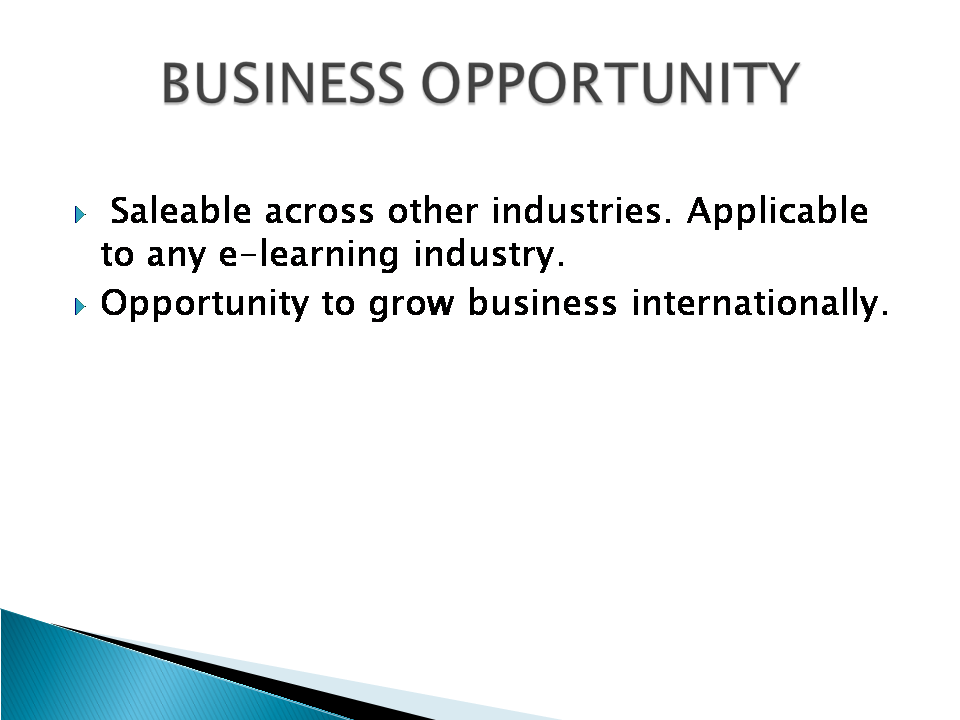 BUSINESS OPPORTUNITY
Saleable across other industries. Applicable
to any e-learning industry.
Opportunity to grow business internationally.